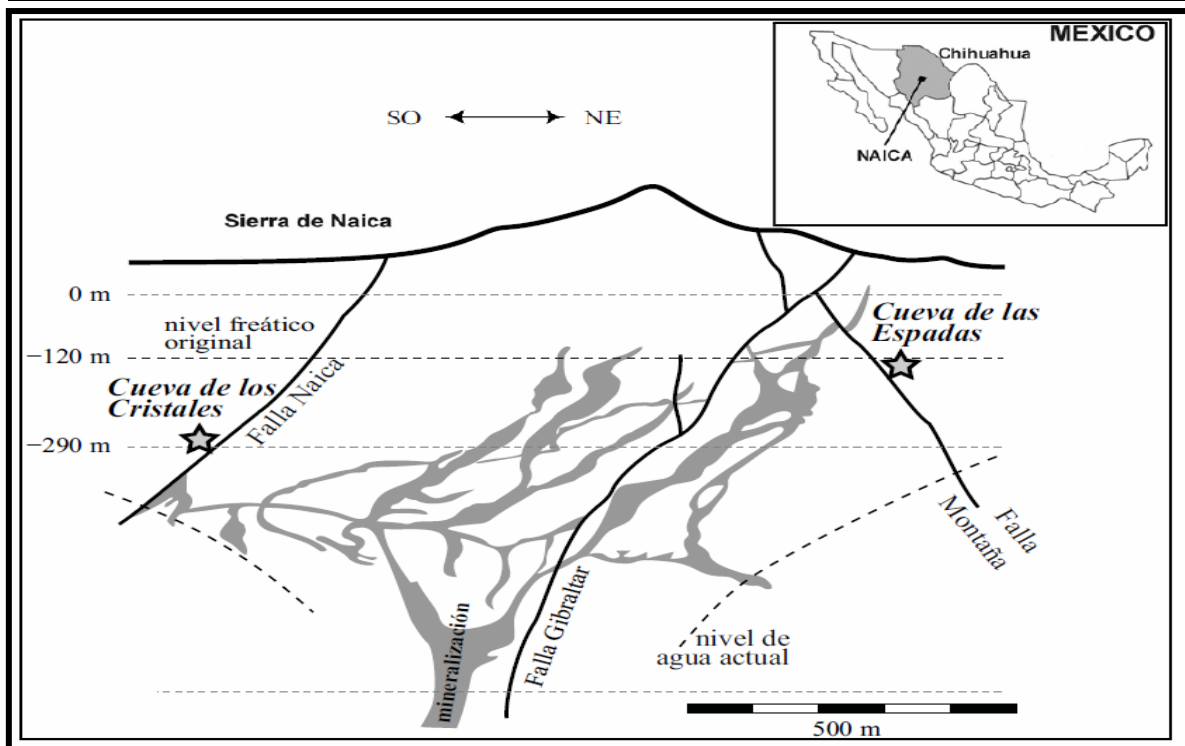 MEXICO
Chihuahua
NAICA
SO
NE
Sierra de Naica
0 m
nivel freático
original
−120 m
Cueva de los
Cristales
Falla Naica
−290 m
Cueva de las
Espadas
Falla
Montaña
mineralización
Falla Gibraltar
nivel de
agua actual
500 m